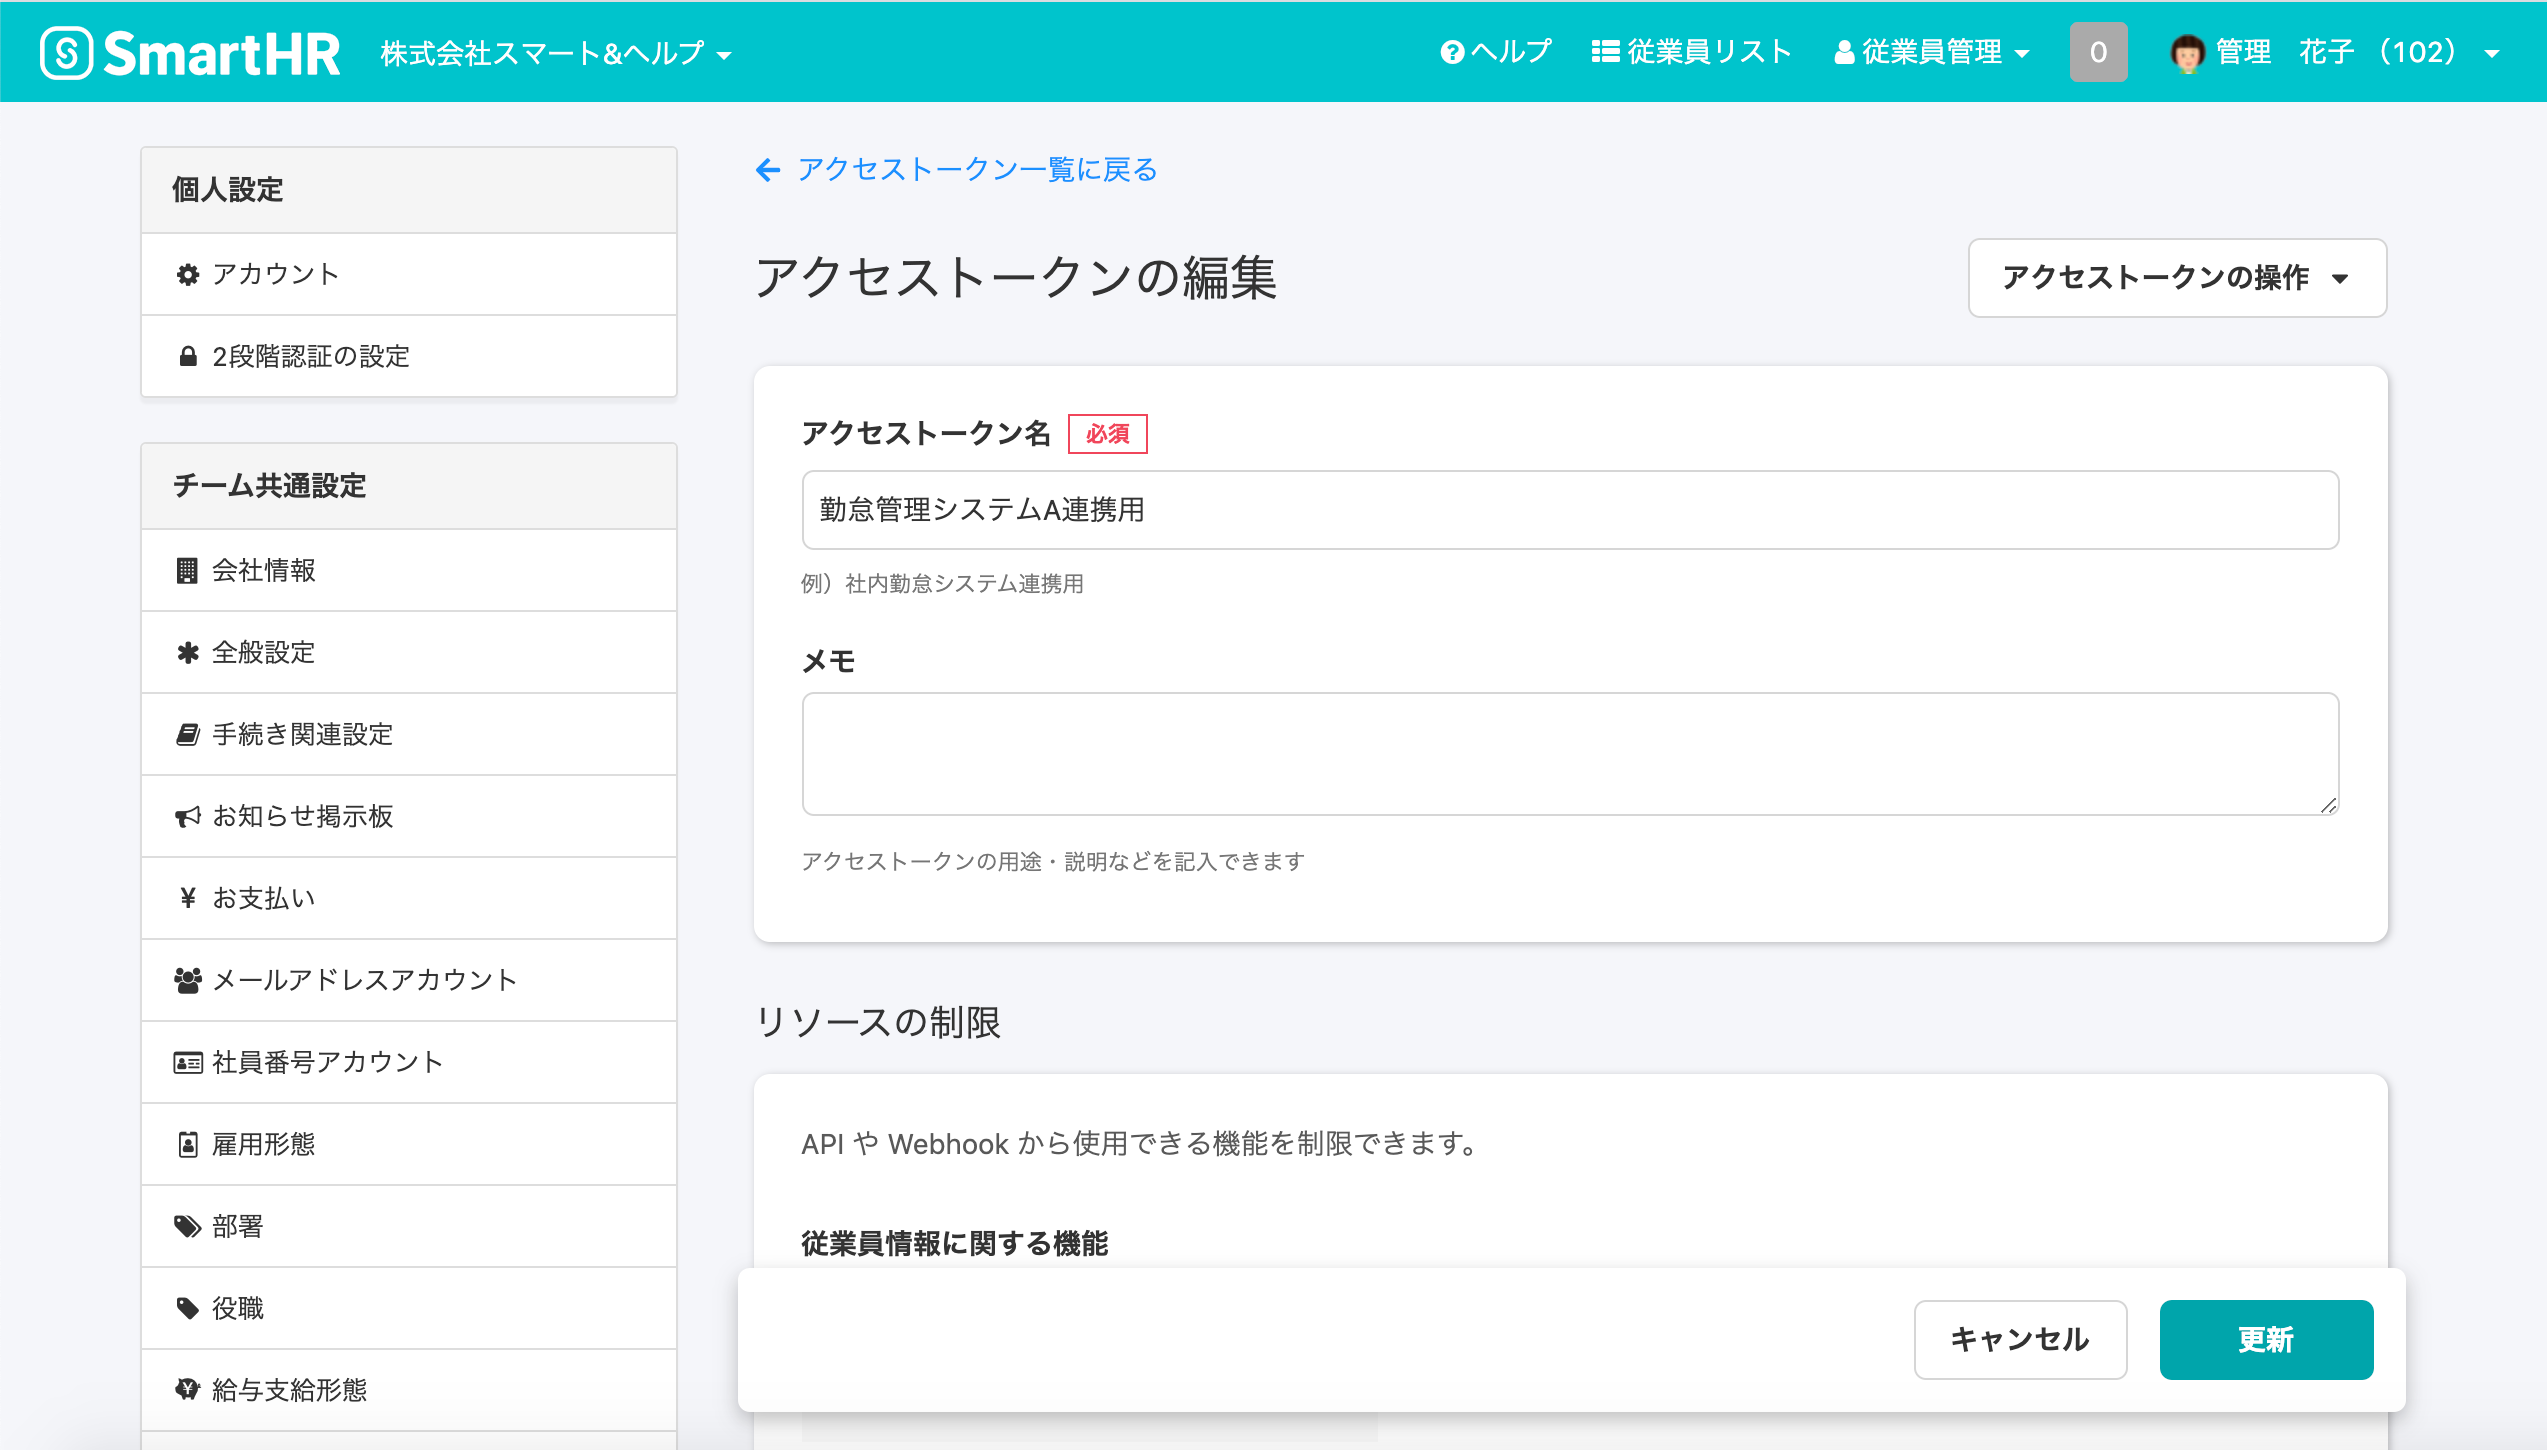 SmartHR
株式会社スマート&ヘルプ
ヘルプ
従業員リスト
従業員管理
0
管理　花子（102）
個人設定
アカウント
2段階認証の設定
チーム共通設定
会社情報
全般設定
手続き関連設定
お知らせ掲示板
¥ お支払い
メールアドレスアカウント
社員番号アカウント
雇用形態
部署
役職
給与支給形態
アクセストークン一覧に戻る
アクセストークンの編集
アクセストークンの操作
アクセストークン名 必須
勤怠管理システムA連携用
例）社内勤怠システム連携用
メモ
アクセストークンの用途・説明などを記入できます
リソースの制限
API や Webhook から使用できる機能を制限できます。
従業員情報に関する機能
キャンセル
更新